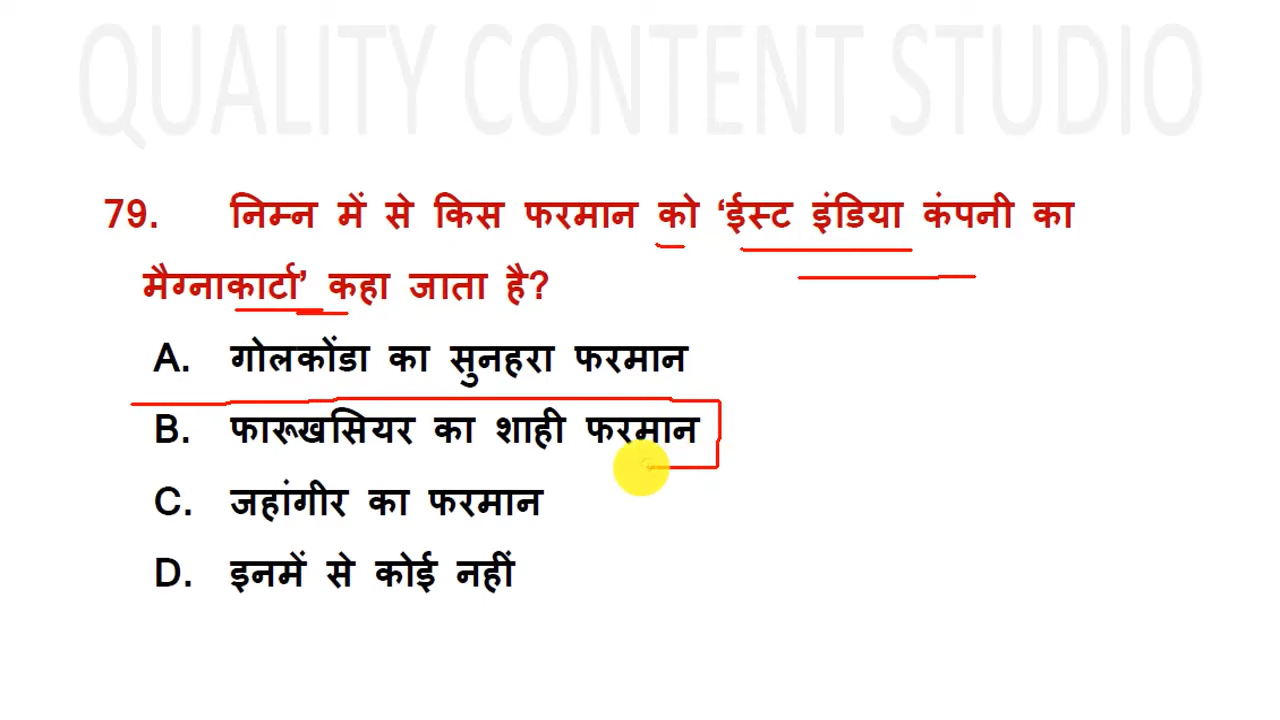 QUALITY CONTENT STUDIO
79. निम्न में से किस फरमान को ‘ईस्ट इंडिया कंपनी का
मैग्नाकार्टा’ कहा जाता है?
A. गोलकोंडा का सुनहरा फरमान
B. फारूखसियर का शाही फरमान
C. जहांगीर का फरमान
D. इनमें से कोई नहीं